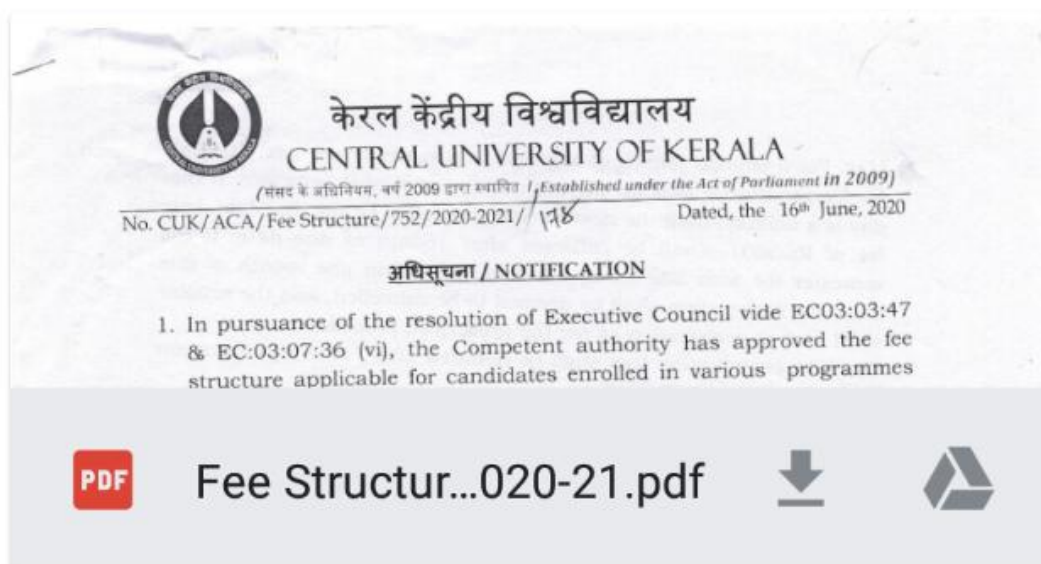 केरल केंद्रीय विश्वविद्यालय
CENTRAL UNIVERSITY OF KERALA
(संसद के अधिनियम, वर्ष 2009 द्वारा स्थापित / Established under the Act of Parliament in 2009)
No. CUK/ACA/Fee Structure/752/2020-2021/ 178 Dated, the 16th June, 2020
अधिसूचना / NOTIFICATION
1. In pursuance of the resolution of Executive Council vide EC03:03:47
& EC:03:07:36 (vi), the Competent authority has approved the fee
structure applicable for candidates enrolled in various programmes
PDF Fee Structur...020-21.pdf